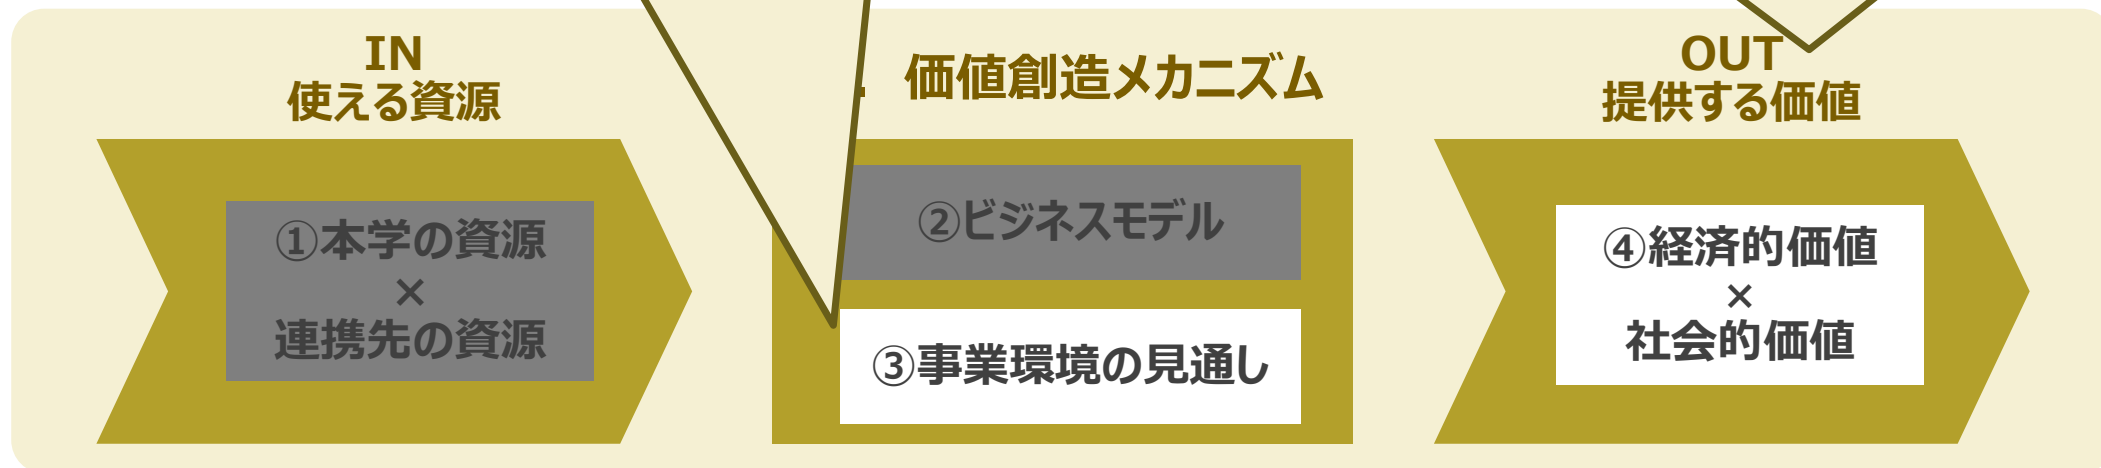 IN
使える資源
①本学の資源
×
連携先の資源
. 価値創造メカニズム
②ビジネスモデル
③事業環境の見通し
OUT
提供する価値
④経済的価値
×
社会的価値